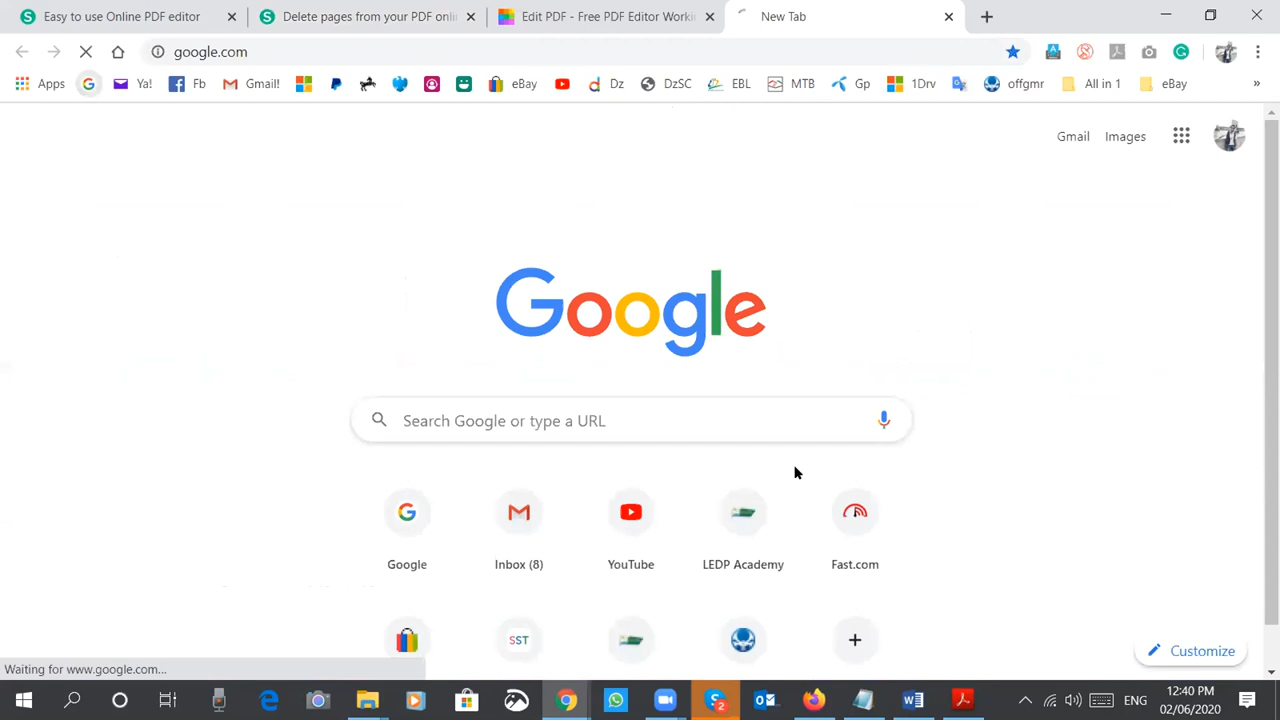 Easy to use Online PDF editor
Delete pages from your PDF onlin
Edit PDF - Free PDF Editor Workin
New Tab
google.com
Apps
Ya!
Fb
Gmail!
eBay
Dz
DzSC
EBL
MTB
Gp
1Drv
offgmr
All in 1
eBay
»
Gmail
Images
Google
Search Google or type a URL
Google
Inbox (8)
YouTube
LEDP Academy
Fast.com
SST
Customize
Waiting for www.google.com...
2
ENG
12:40 PM
02/06/2020